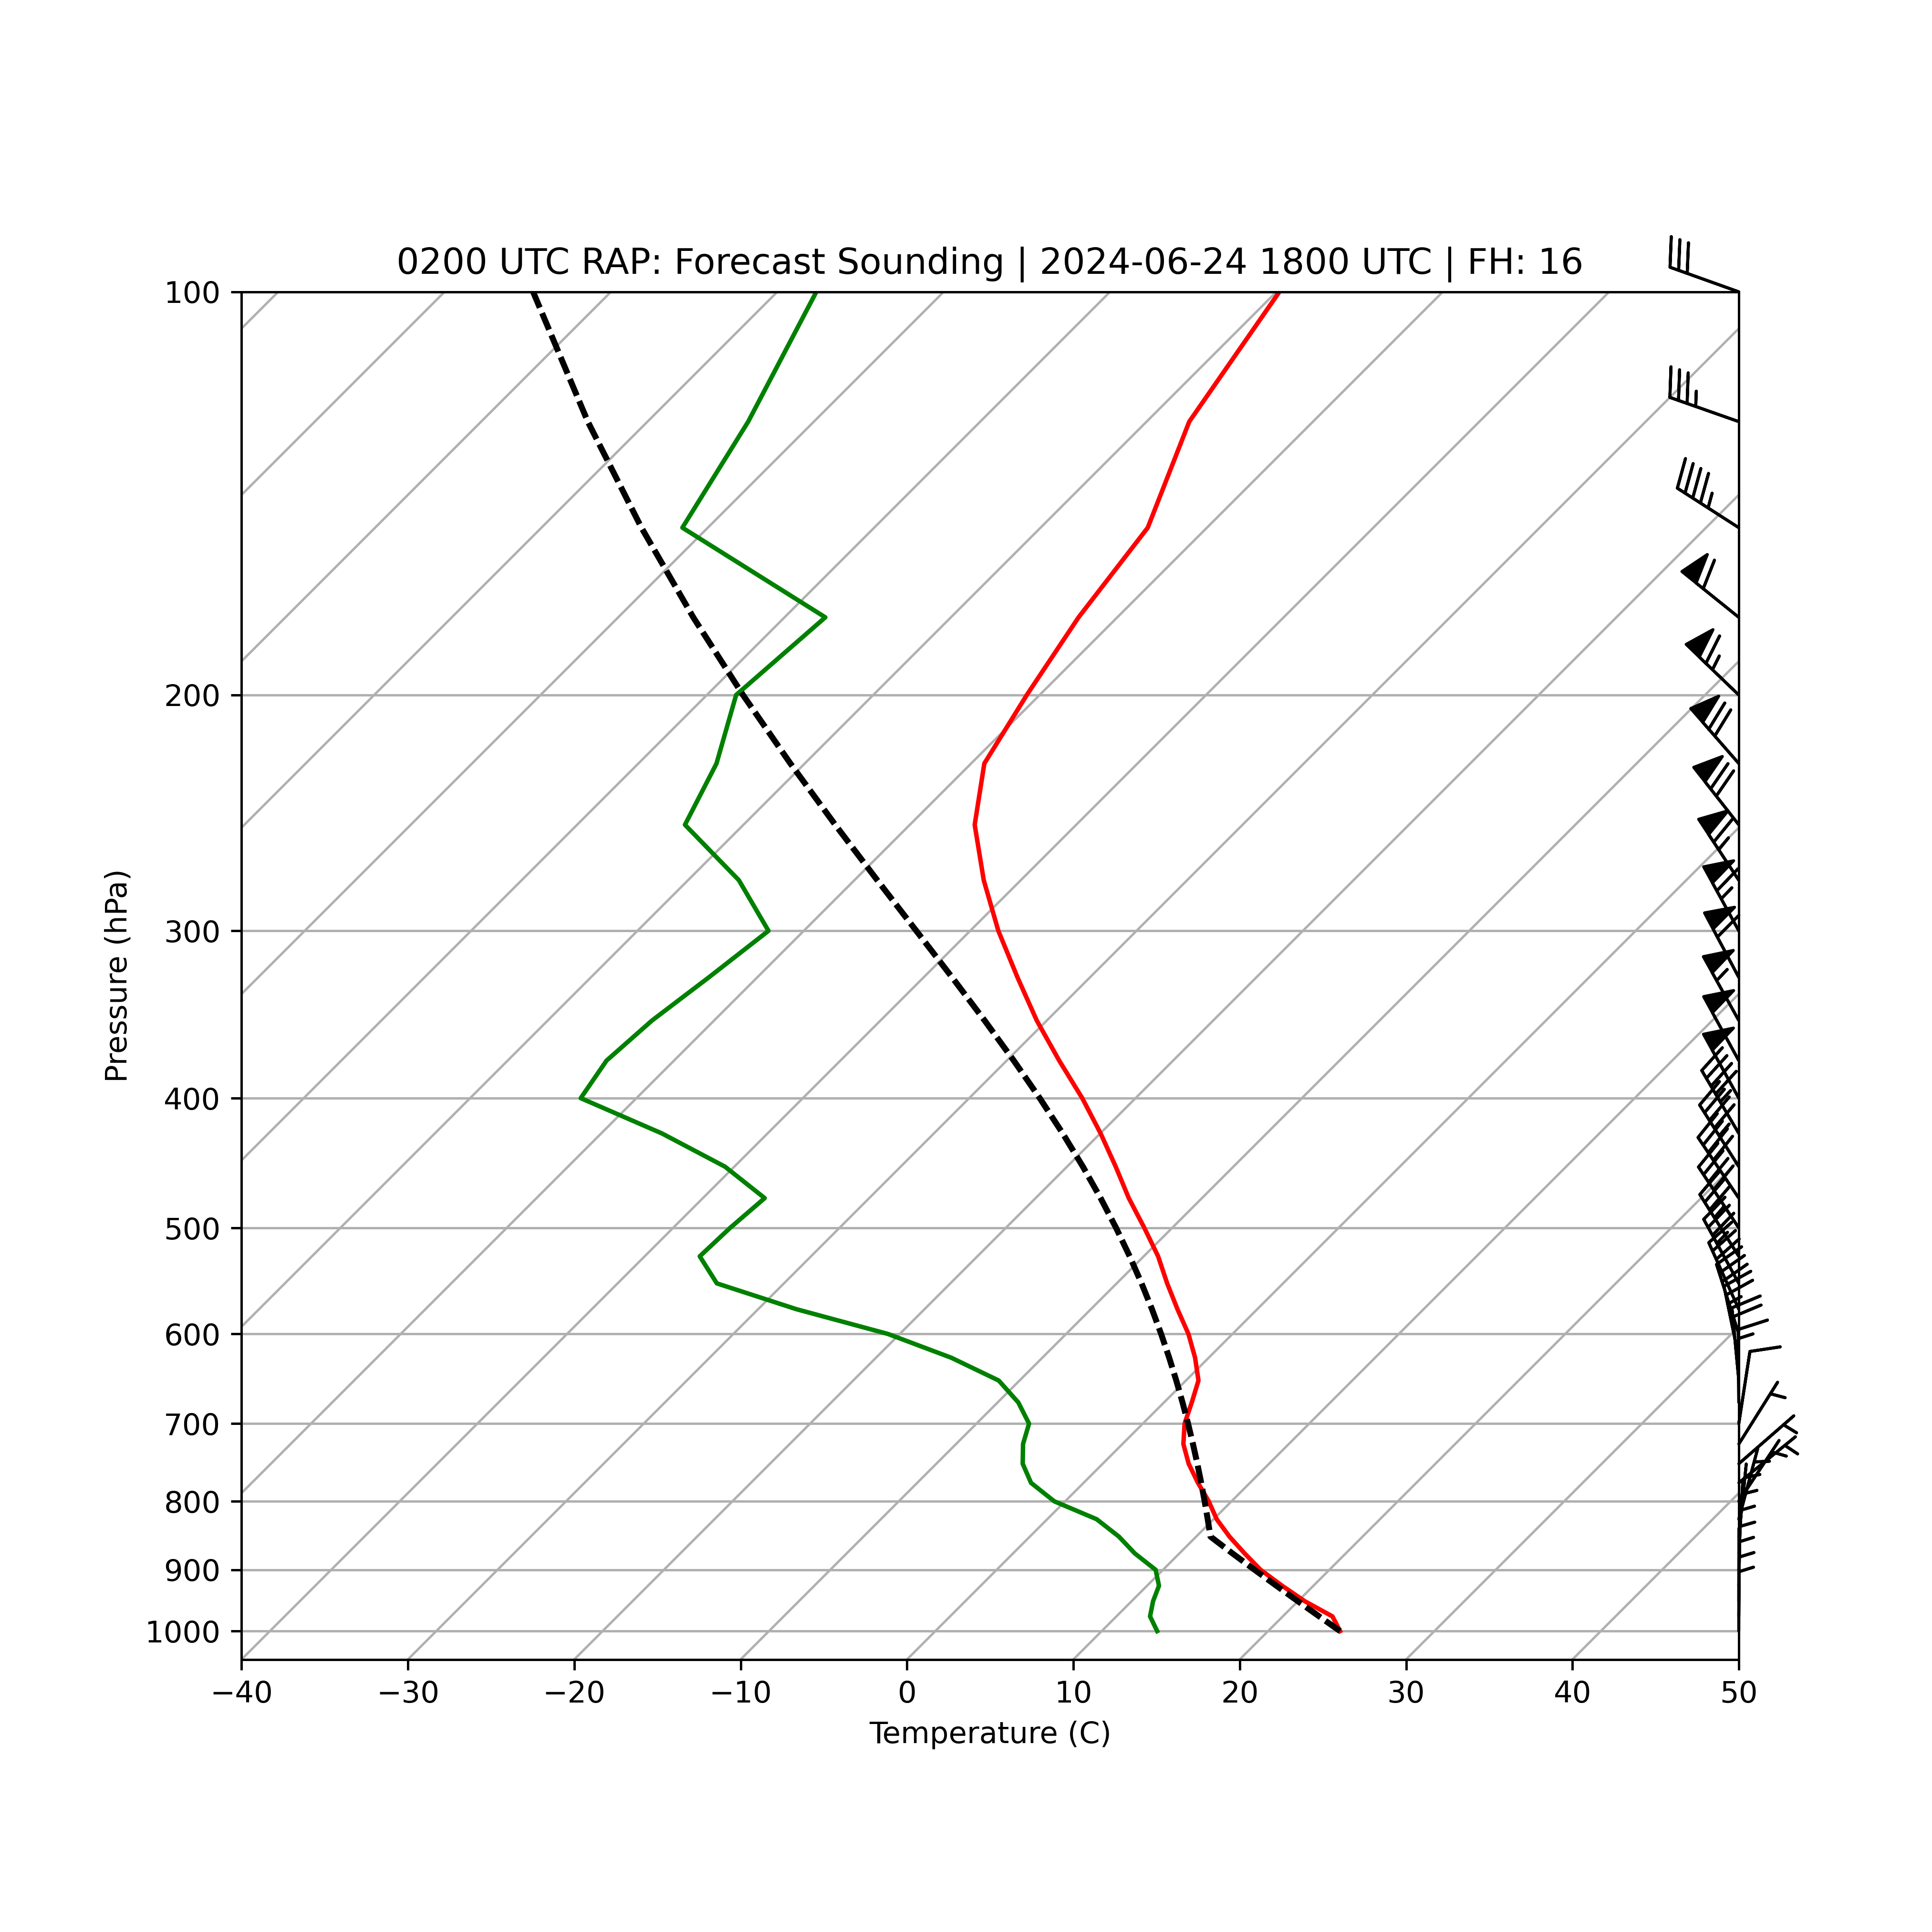 0200 UTC RAP: Forecast Sounding | 2024-06-24 1800 UTC | FH: 16
100
200
300
400
500
600
700
800
900
1000
Pressure (hPa)
−40 −30 −20 −10 0 10 20 30 40 50
Temperature (C)